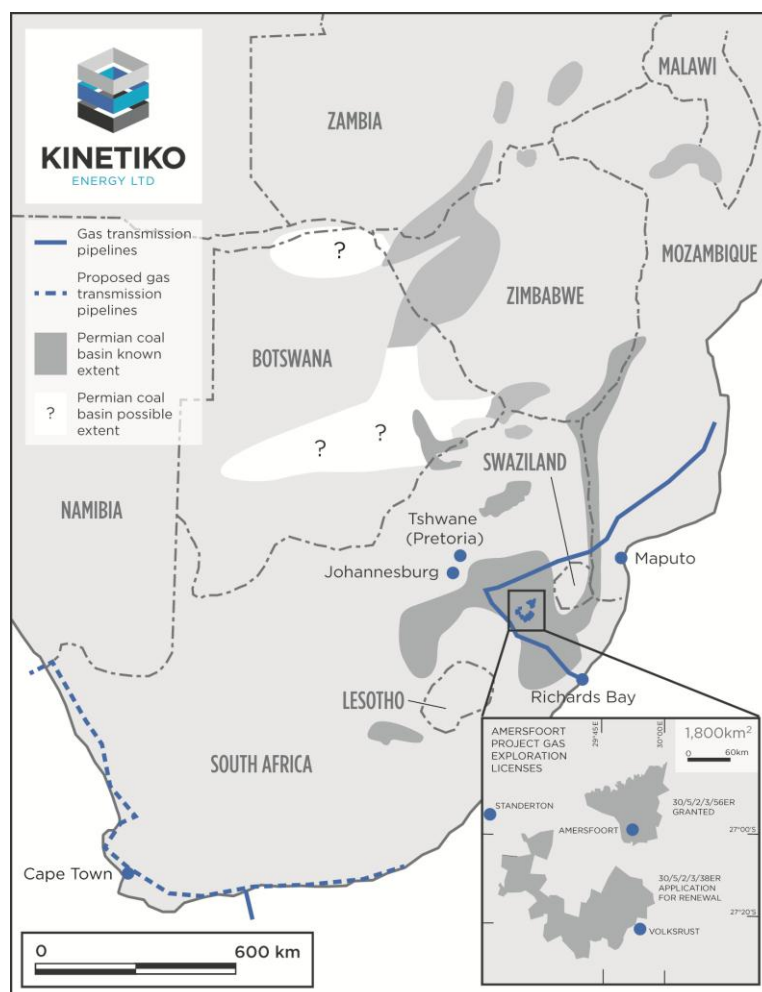 KINETIKO
ENERGY LTD
Gas transmission
pipelines
Proposed gas
transmission
pipelines
Permian coal
basin known
extent
?
Permian coal
basin possible
extent
MALAWI
ZAMBIA
MOZAMBIQUE
?
ZIMBABWE
BOTSWANA
?
?
SWAZILAND
NAMIBIA
Tshwane
(Pretoria)
Johannesburg
Maputo
LESOTHO
Richards Bay
SOUTH AFRICA
Cape Town
0 600 km
AMERSFOORT
PROJECT GAS
EXPLORATION
LICENSES
29°45'E
30°00'E
1,800km²
0 60km
STANDERTON
30/5/2/3/56ER
GRANTED
AMERSFOORT
27°00'S
30/5/2/3/38ER
APPLICATION
FOR RENEWAL
27°20'S
VOLKSRUST